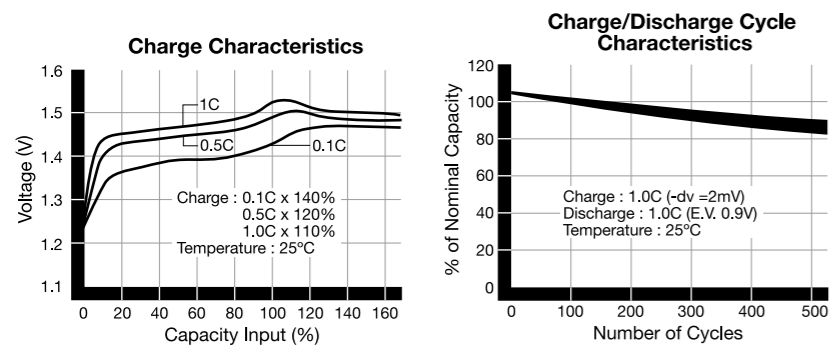 Charge Characteristics
1.6
1.5
1.4
1.3
1.2
1.1
Voltage (V)
1C
0.5C
0.1C
Charge : 0.1C x 140%
0.5C x 120%
1.0C x 110%
Temperature : 25ºC
0 20 40 60 80 100 120 140 160
Capacity Input (%)
Charge/Discharge Cycle
Characteristics
120
100
80
60
40
20
0
% of Nominal Capacity
Charge : 1.0C (-dv =2mV)
Discharge : 1.0C (E.V. 0.9V)
Temperature : 25ºC
0 100 200 300 400 500
Number of Cycles